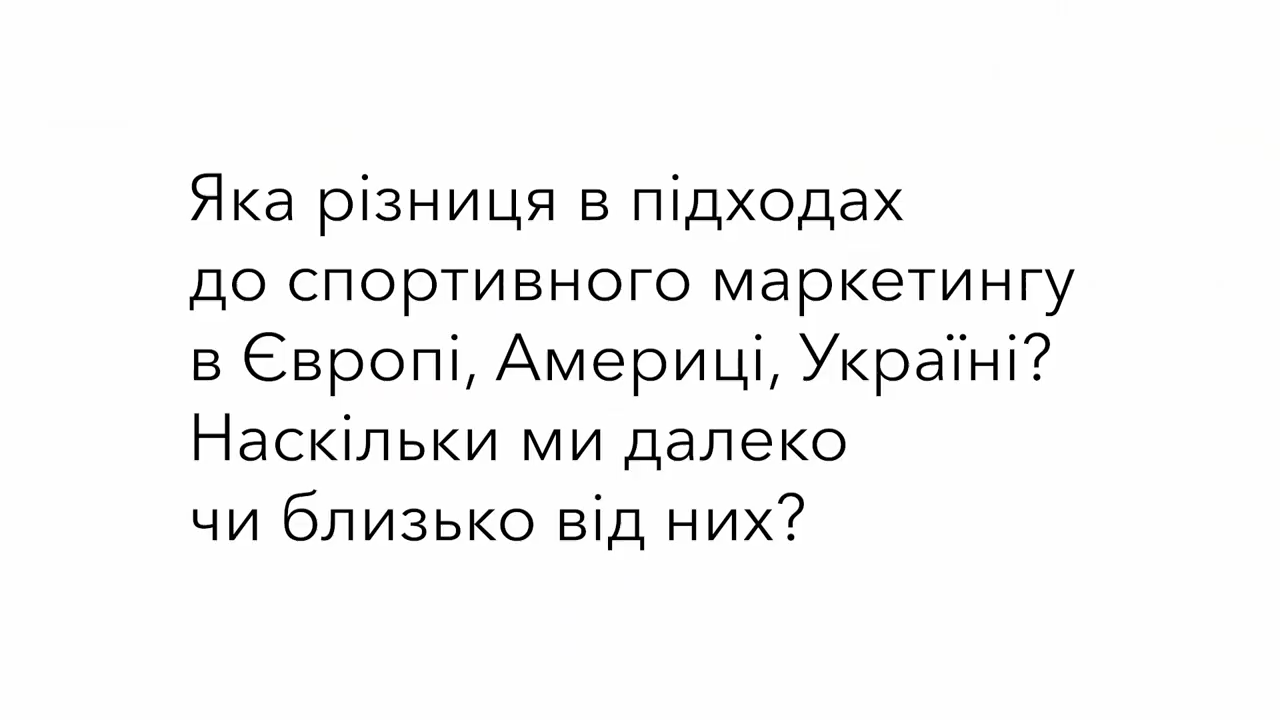 Яка різниця в підходах
до спортивного маркетингу
в Європі, Америці, Україні?
Наскільки ми далеко
чи близько від них?